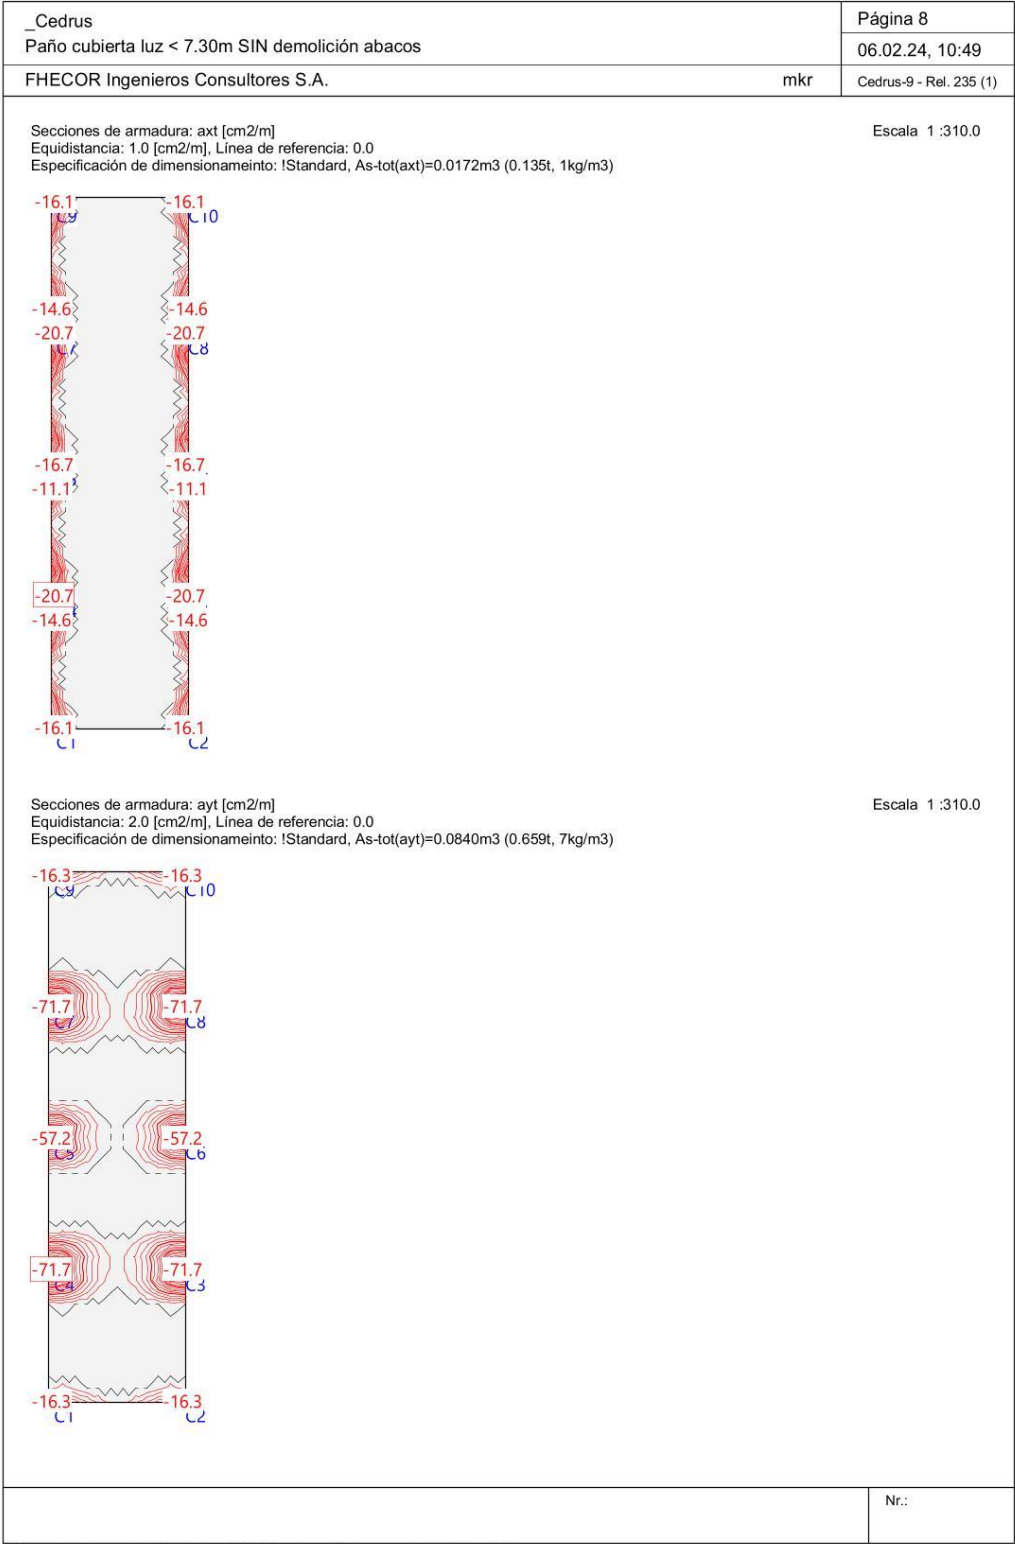 _Cedrus
Página 8
Paño cubierta luz < 7.30m SIN demolición abacos
06.02.24, 10:49
FHECOR Ingenieros Consultores S.A.
mkr
Cedrus-9 - Rel. 235 (1)
Secciones de armadura: axt [cm2/m]
Escala 1 :310.0
Equidistancia: 1.0 [cm2/m], Línea de referencia: 0.0
Especificación de dimensionameinto: !Standard, As-tot(axt)=0.0172m3 (0.135t, 1kg/m3)
-16.1 -16.1
C9 C10
-14.6 -14.6
-20.7 -20.7
C7 C8
-16.7 -16.7
-11.1 -11.1
-20.7 -20.7
-14.6 -14.6
-16.1 -16.1
C1 C2
Secciones de armadura: ayt [cm2/m]
Escala 1 :310.0
Equidistancia: 2.0 [cm2/m], Línea de referencia: 0.0
Especificación de dimensionameinto: !Standard, As-tot(ayt)=0.0840m3 (0.659t, 7kg/m3)
-16.3 -16.3
C9 C10
-71.7 -71.7
C7 C8
-57.2 -57.2
C5 C6
-71.7 -71.7
C4 C3
-16.3 -16.3
C1 C2
Nr.: